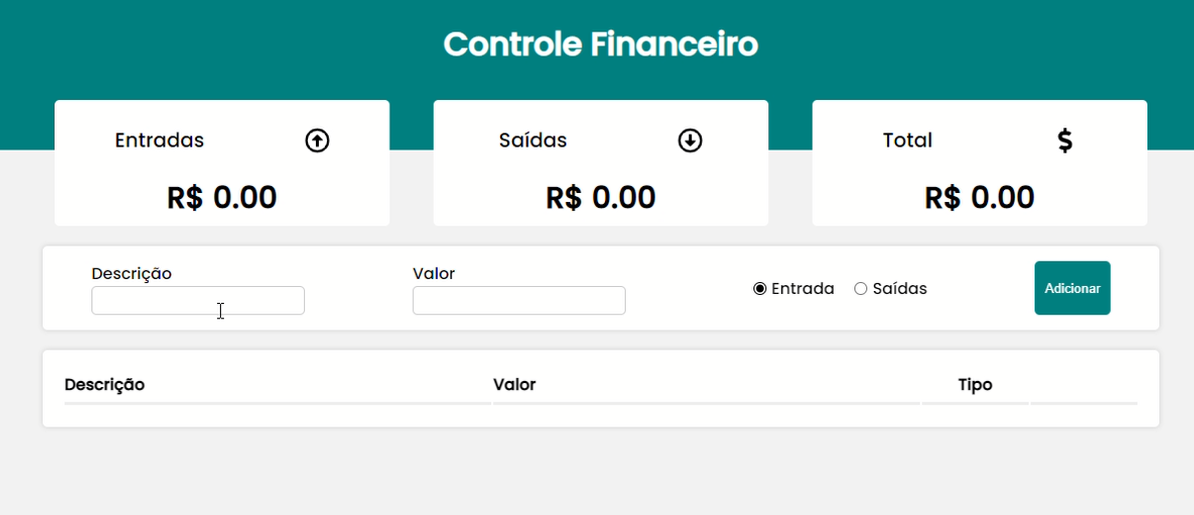 Controle Financeiro
Entradas
R$ 0.00
Saídas
R$ 0.00
Total
$
R$ 0.00
Descrição
Valor
Entrada Saídas
Adicionar
Descrição Valor Tipo